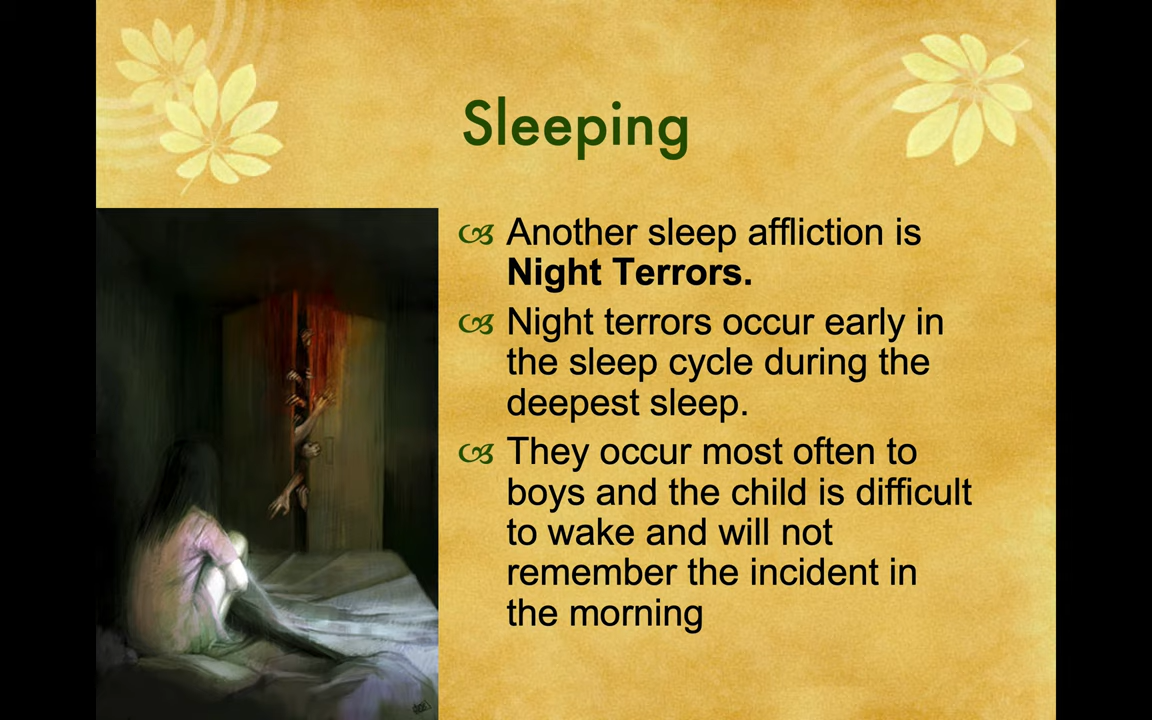 Sleeping
Another sleep affliction is
Night Terrors.
Night terrors occur early in
the sleep cycle during the
deepest sleep.
They occur most often to
boys and the child is difficult
to wake and will not
remember the incident in
the morning